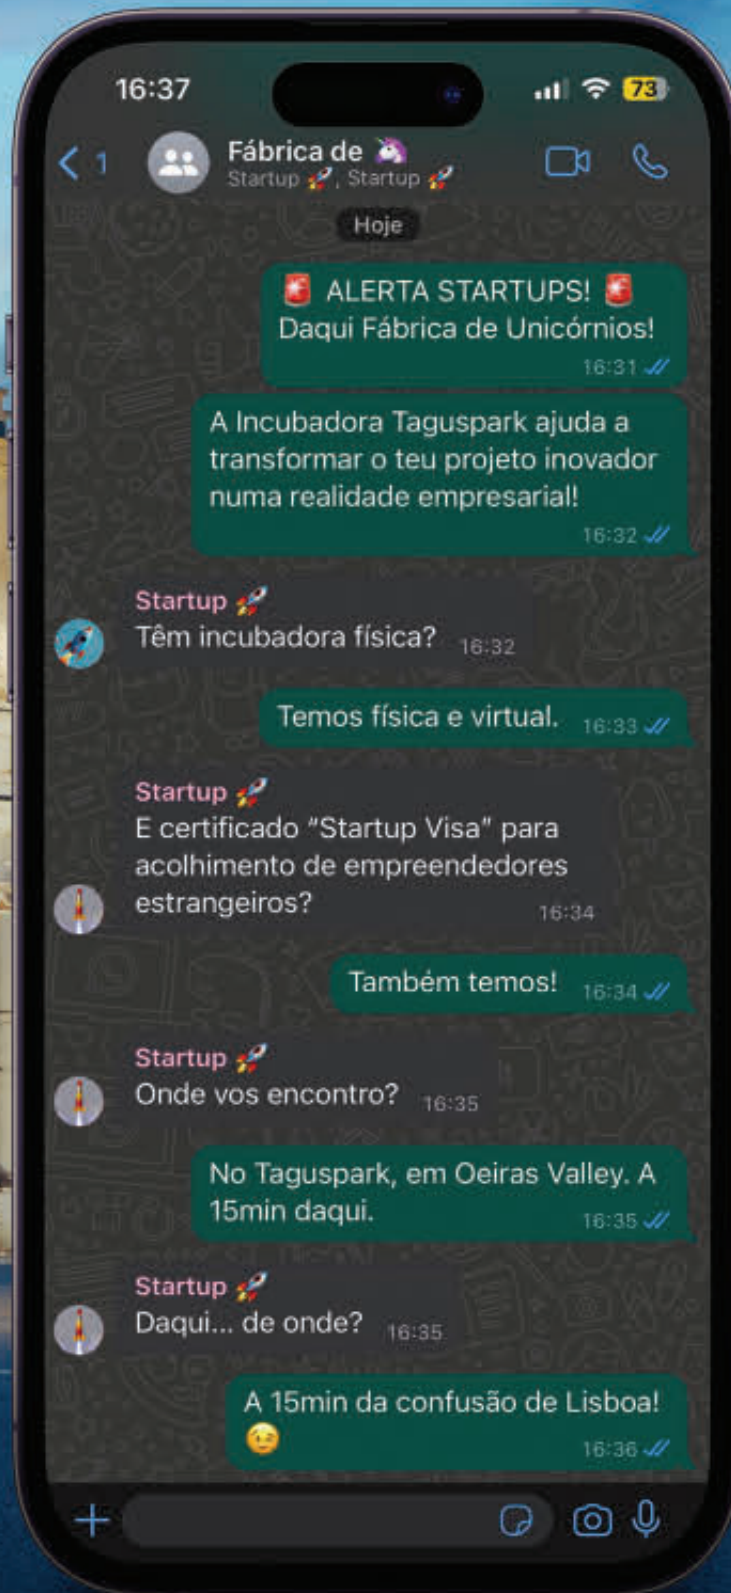 16:37
73
1
Fábrica de 🦄
Startup 🚀, Startup 🚀
Hoje
🚨 ALERTA STARTUPS! 🚨
Daqui Fábrica de Unicórnios!
16:31
A Incubadora Taguspark ajuda a
transformar o teu projeto inovador
numa realidade empresarial!
16:32
Startup 🚀
Têm incubadora física? 16:32
Temos física e virtual. 16:33
Startup 🚀
E certificado “Startup Visa” para
acolhimento de empreendedores
estrangeiros? 16:34
Também temos! 16:34
Startup 🚀
Onde vos encontro? 16:35
No Taguspark, em Oeiras Valley. A
15min daqui. 16:35
Startup 🚀
Daqui... de onde? 16:35
A 15min da confusão de Lisboa!
😉 16:36